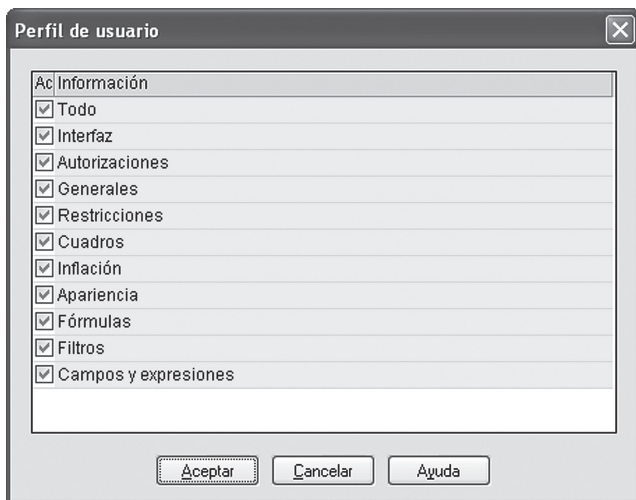 Perfil de usuario
Ac Información
Todo
Interfaz
Autorizaciones
Generales
Restricciones
Cuadros
Inflación
Apariencia
Fórmulas
Filtros
Campos y expresiones
Aceptar Cancelar Ayuda